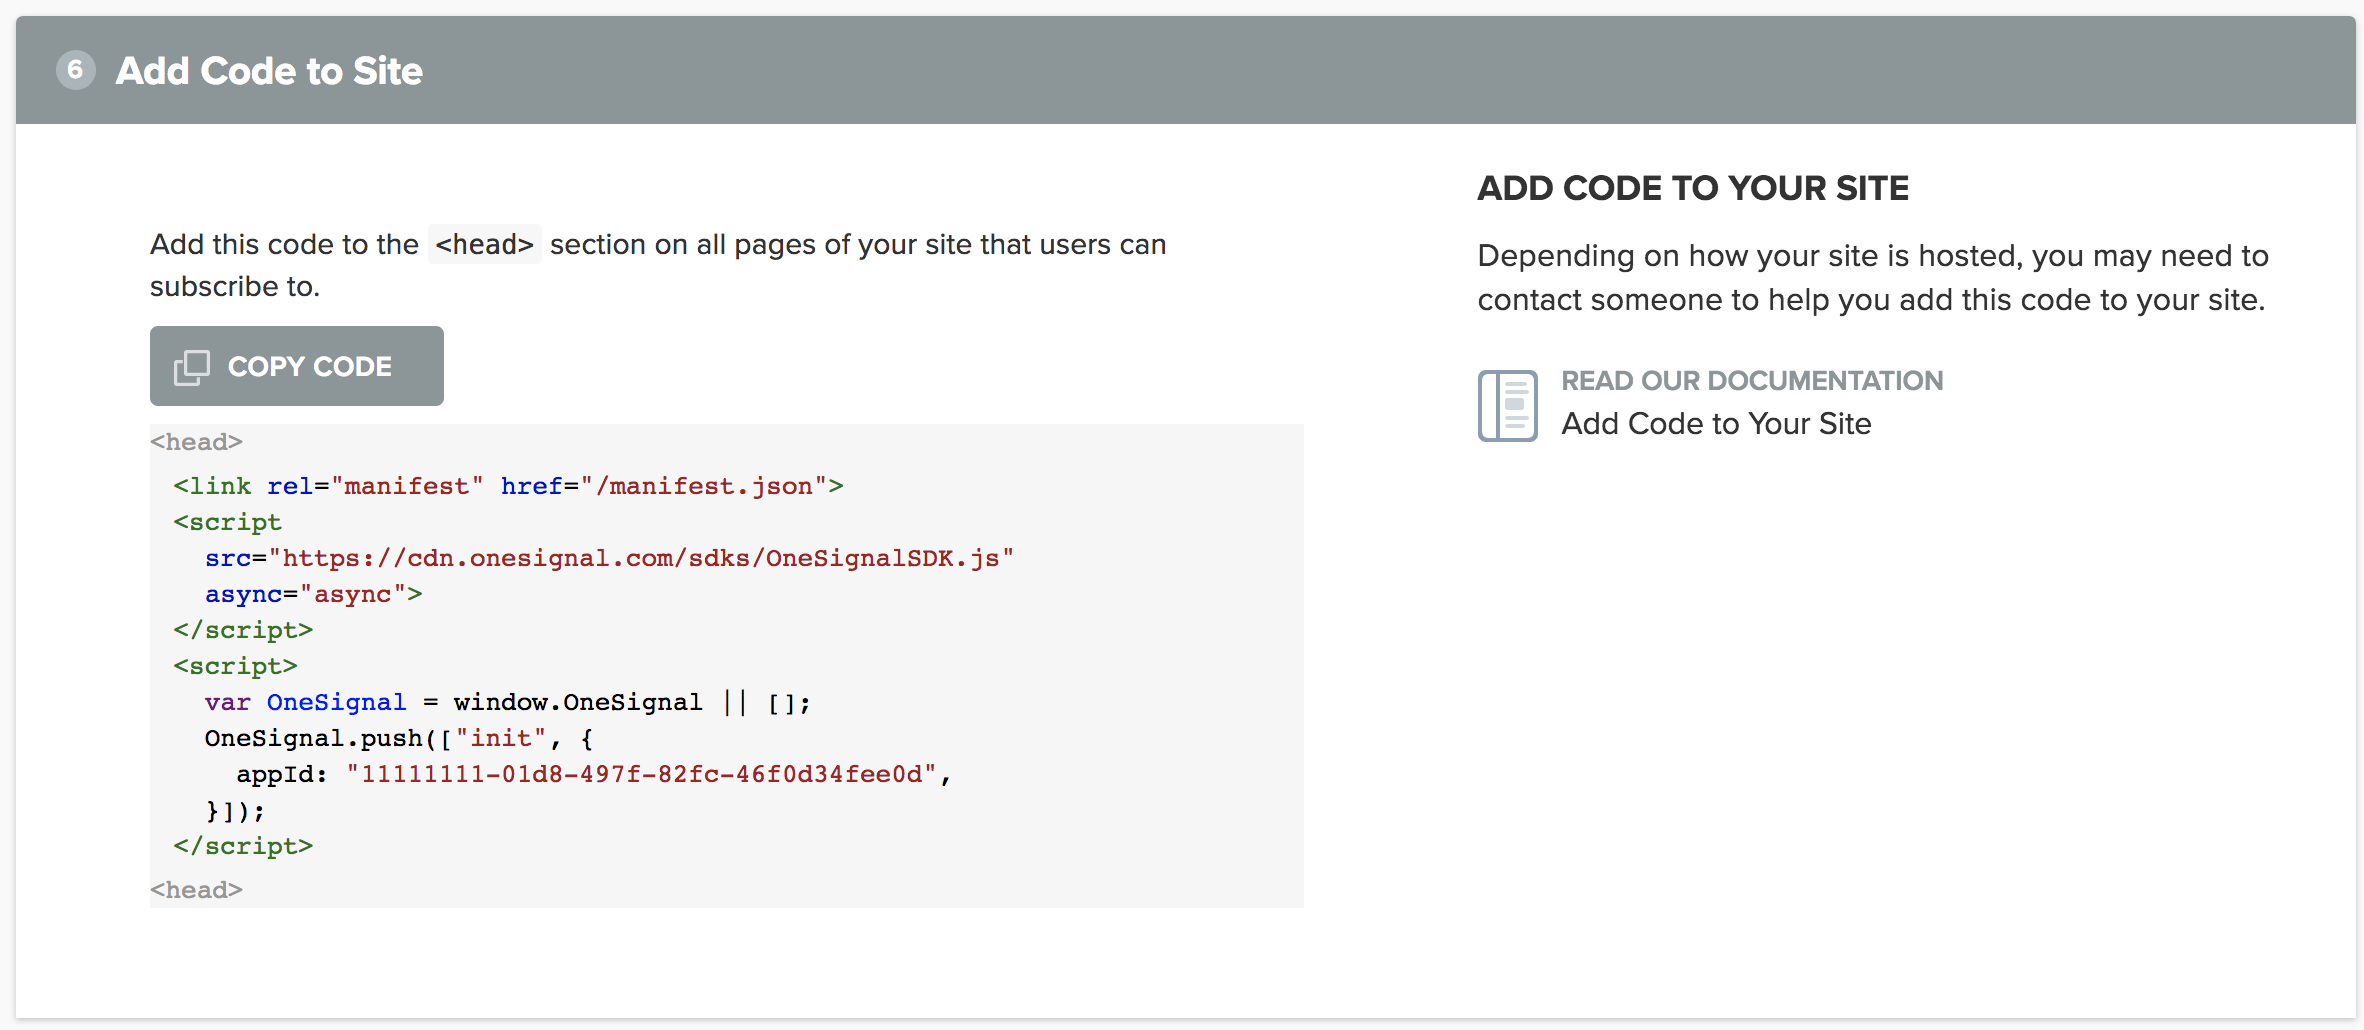 6 Add Code to Site
Add this code to the <head> section on all pages of your site that users can
subscribe to.
COPY CODE
<head>
<link rel="manifest" href="/manifest.json">
<script
src="https://cdn.onesignal.com/sdks/OneSignalSDK.js"
async="async">
</script>
<script>
var OneSignal = window.OneSignal || [];
OneSignal.push(["init", {
appId: "11111111-01d8-497f-82fc-46f0d34fee0d",
}]);
</script>
<head>
ADD CODE TO YOUR SITE
Depending on how your site is hosted, you may need to
contact someone to help you add this code to your site.
READ OUR DOCUMENTATION
Add Code to Your Site